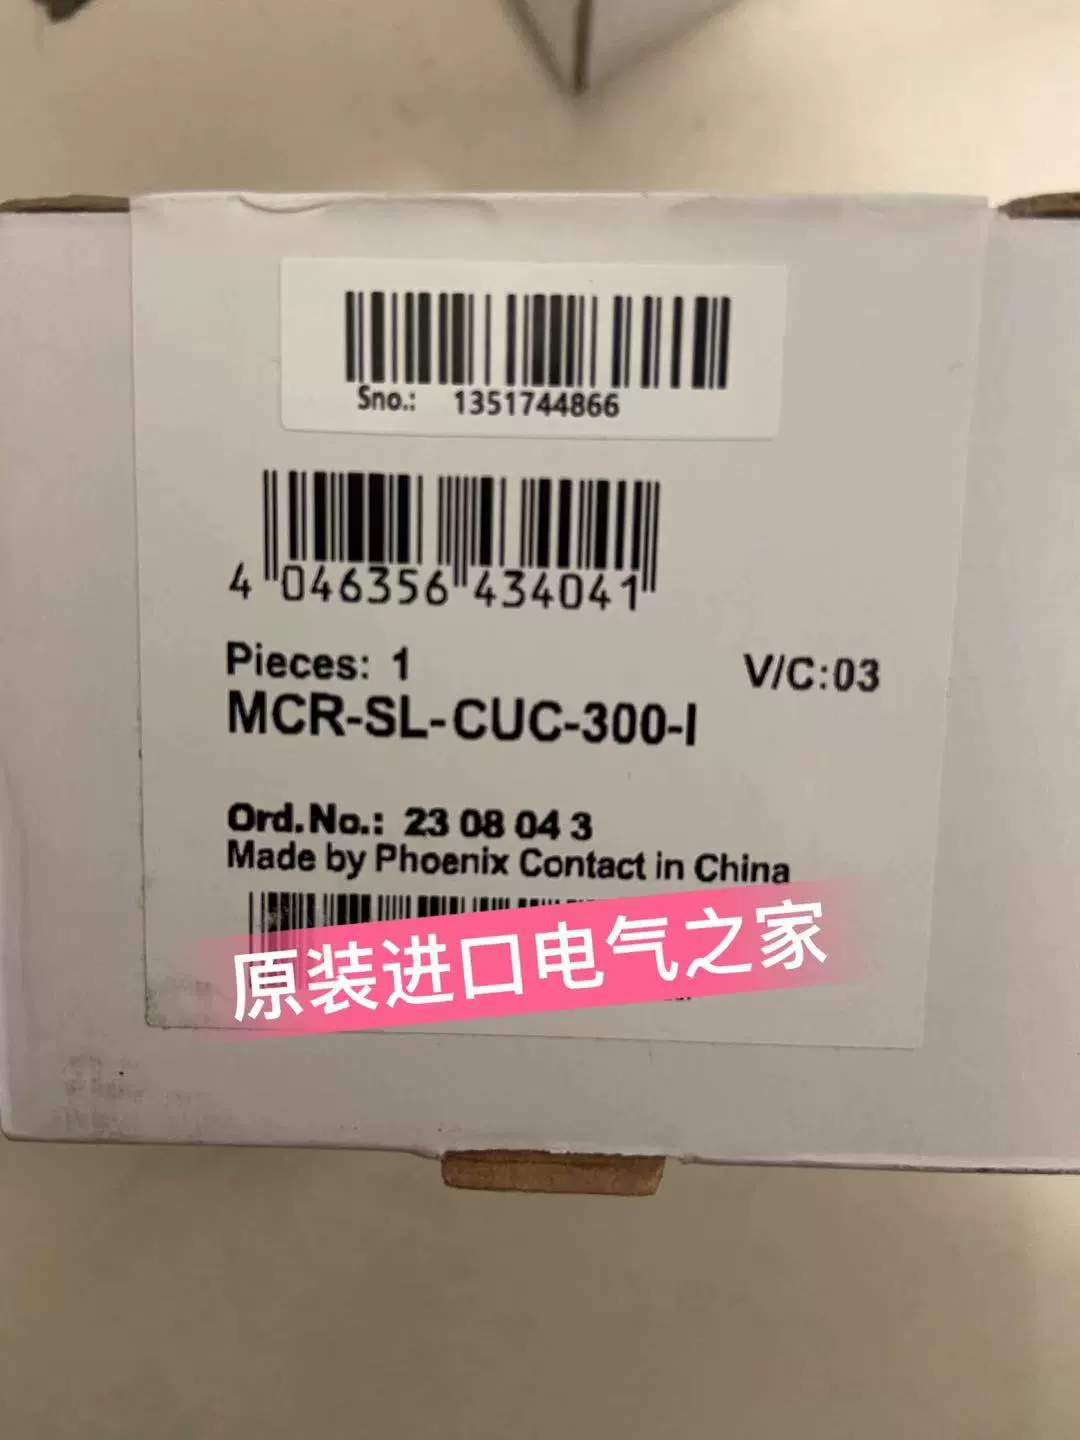 Sno.: 1351744866
4 046356 434041
Pieces: 1 V/C:03
MCR-SL-CUC-300-I
Ord.No.: 23 08 04 3
Made by Phoenix Contact in China
原装进口电气之家